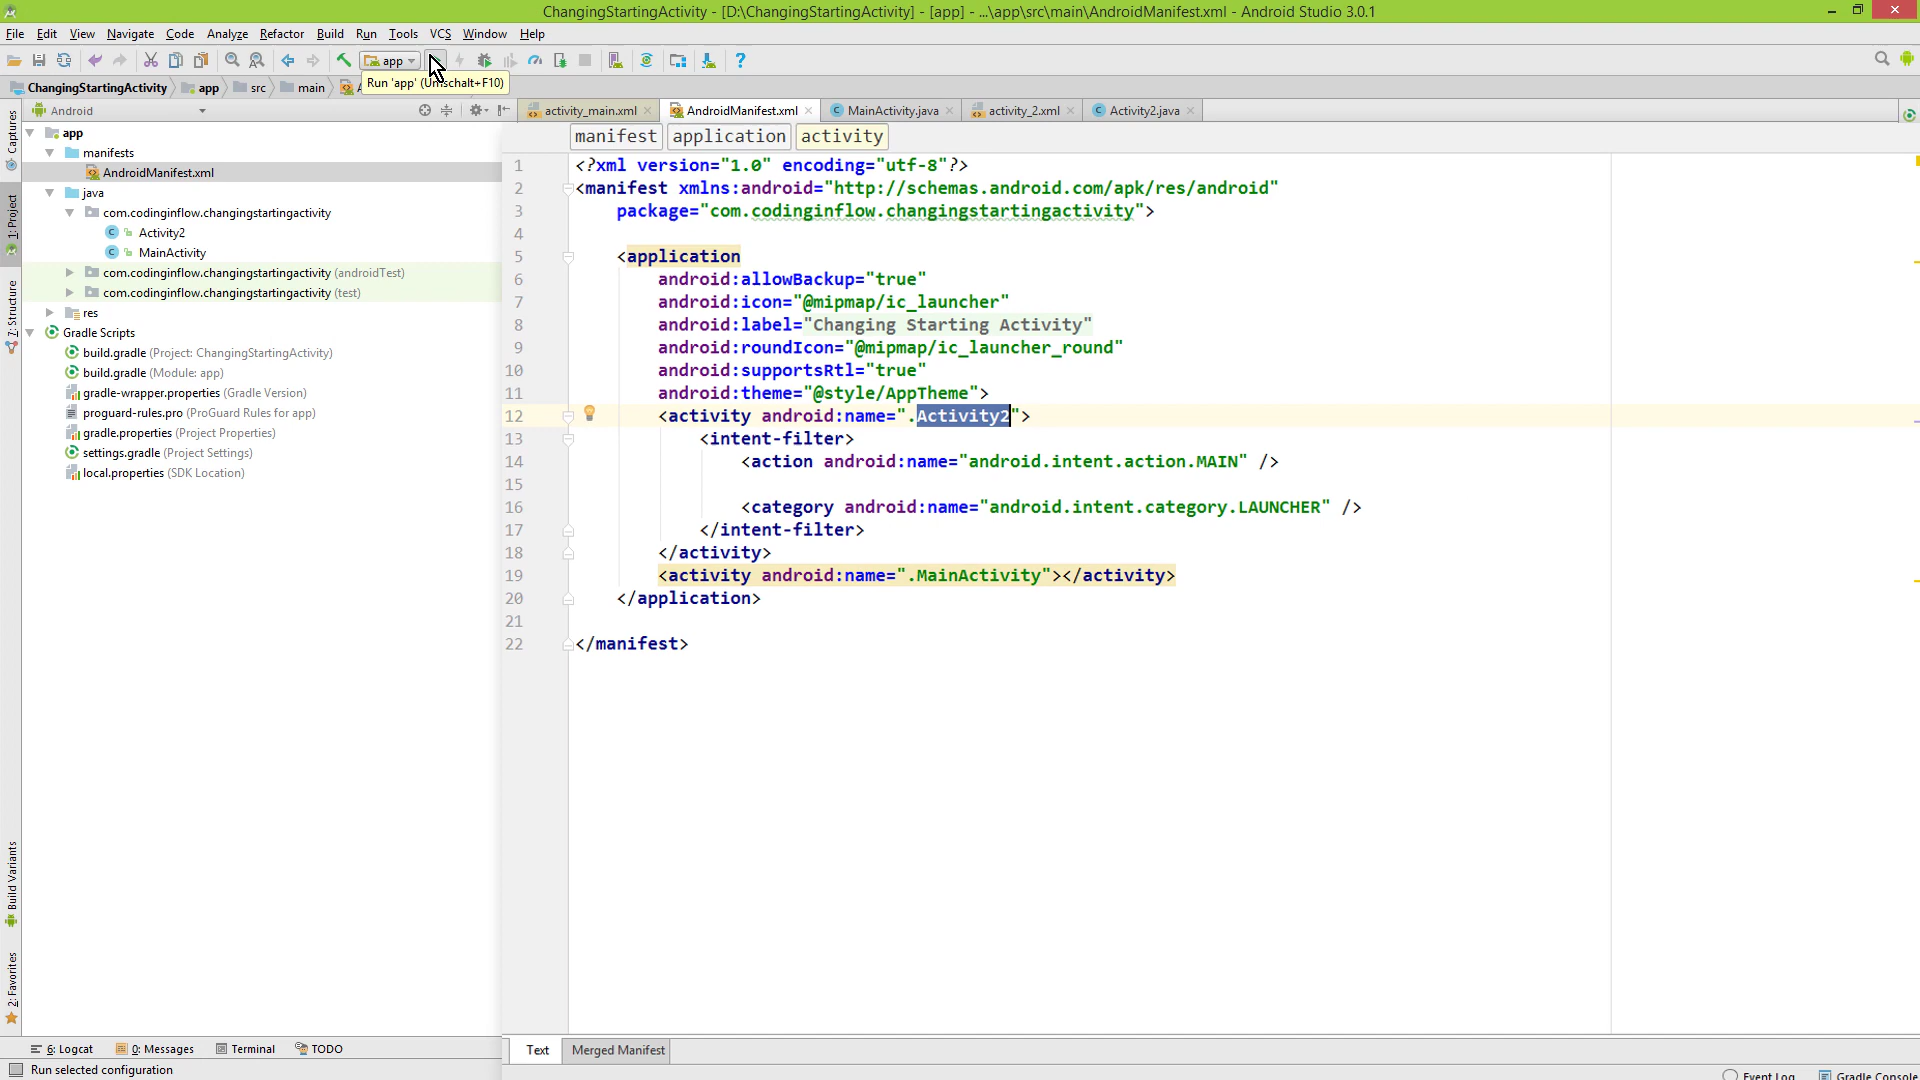 ChangingStartingActivity - [D:\ChangingStartingActivity] - [app] - ...\app\src\main\AndroidManifest.xml - Android Studio 3.0.1
File Edit View Navigate Code Analyze Refactor Build Run Tools VCS Window Help
app
Run 'app' (Umschalt+F10)
ChangingStartingActivity app src main
Android
activity_main.xml AndroidManifest.xml MainActivity.java activity_2.xml Activity2.java
manifest application activity
Captures
1: Project
7: Structure
Build Variants
2: Favorites
app
manifests
AndroidManifest.xml
java
com.codinginflow.changingstartingactivity
Activity2
MainActivity
com.codinginflow.changingstartingactivity (androidTest)
com.codinginflow.changingstartingactivity (test)
res
Gradle Scripts
build.gradle (Project: ChangingStartingActivity)
build.gradle (Module: app)
gradle-wrapper.properties (Gradle Version)
proguard-rules.pro (ProGuard Rules for app)
gradle.properties (Project Properties)
settings.gradle (Project Settings)
local.properties (SDK Location)
1 <?xml version="1.0" encoding="utf-8"?>
2 <manifest xmlns:android="http://schemas.android.com/apk/res/android"
3 package="com.codinginflow.changingstartingactivity">
4
5 <application
6 android:allowBackup="true"
7 android:icon="@mipmap/ic_launcher"
8 android:label="Changing Starting Activity"
9 android:roundIcon="@mipmap/ic_launcher_round"
10 android:supportsRtl="true"
11 android:theme="@style/AppTheme">
12 <activity android:name=".Activity2">
13 <intent-filter>
14 <action android:name="android.intent.action.MAIN" />
15
16 <category android:name="android.intent.category.LAUNCHER" />
17 </intent-filter>
18 </activity>
19 <activity android:name=".MainActivity"></activity>
20 </application>
21
22 </manifest>
Text Merged Manifest
6: Logcat 0: Messages Terminal TODO
Run selected configuration
Event Log Gradle Console